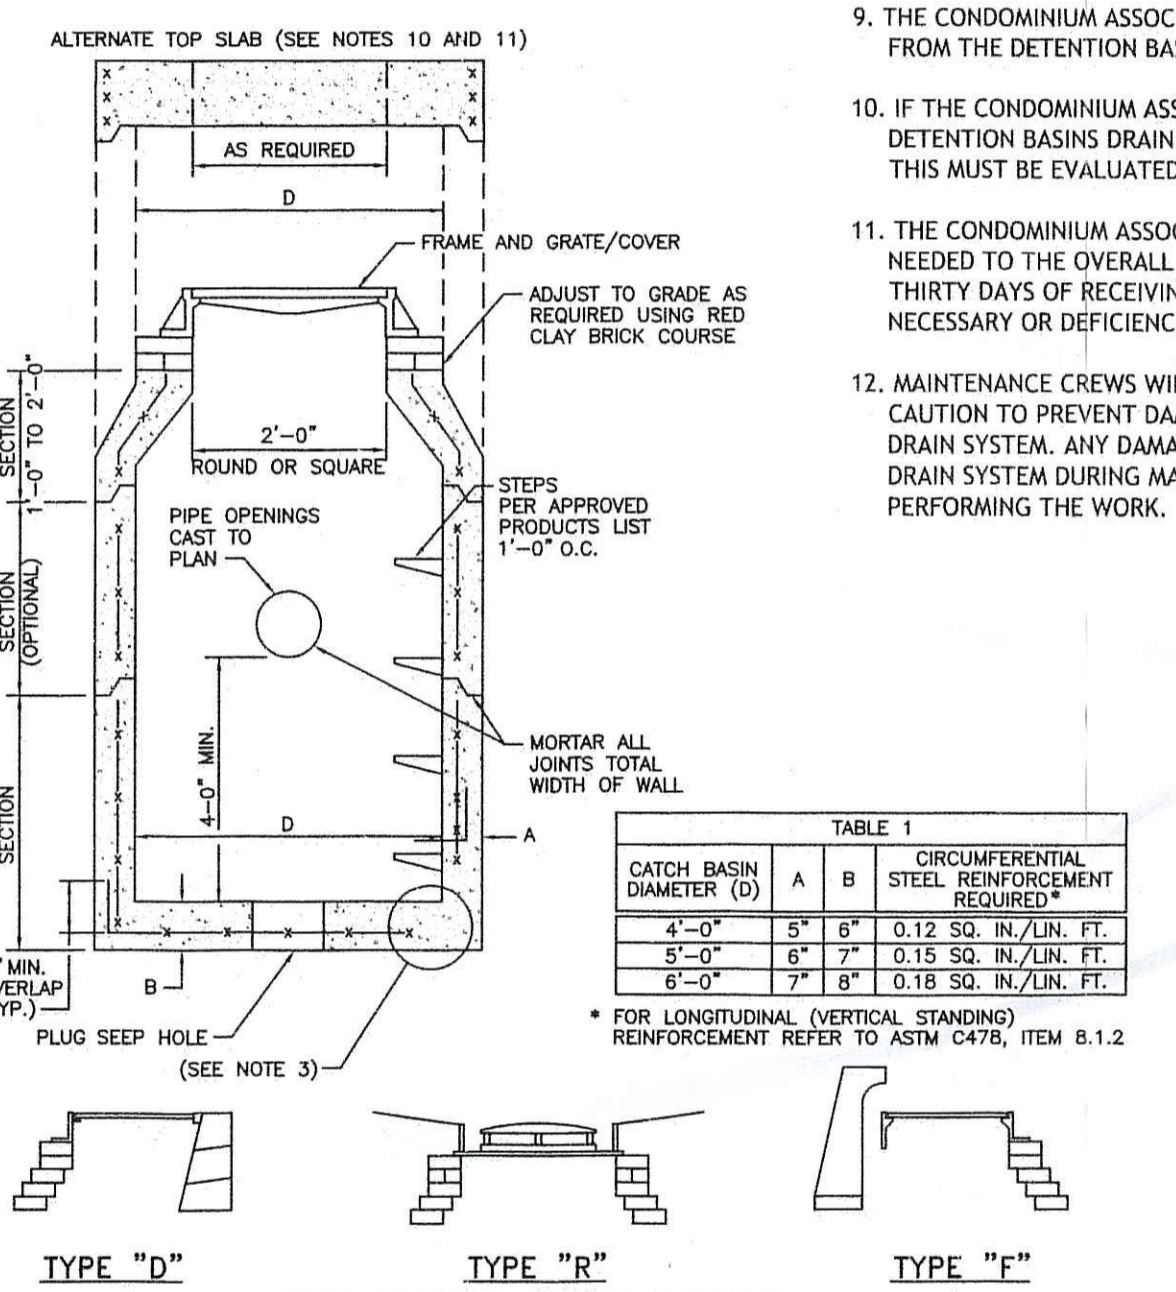 ALTERNATE TOP SLAB (SEE NOTES 10 AND 11)
AS REQUIRED
D
FRAME AND GRATE/COVER
ADJUST TO GRADE AS
REQUIRED USING RED
CLAY BRICK COURSE
SECTION
1'-0" TO 2'-0"
2'-0"
ROUND OR SQUARE
STEPS
PER APPROVED
PRODUCTS LIST
1'-0" O.C.
PIPE OPENINGS
CAST TO
PLAN
SECTION
(OPTIONAL)
4-0" MIN.
MORTAR ALL
JOINTS TOTAL
WIDTH OF WALL
SECTION
D
A
MIN.
B
PLUG SEEP HOLE
(SEE NOTE 3)
TABLE 1
CATCH BASIN
DIAMETER (D)
A
B
CIRCUMFERENTIAL
STEEL REINFORCEMENT
REQUIRED*
4'-0" 5" 6" 0.12 SQ. IN./LIN. FT.
5'-0" 6" 7" 0.15 SQ. IN./LIN. FT.
6'-0" 7" 8" 0.18 SQ. IN./LIN. FT.
* FOR LONGITUDINAL (VERTICAL STANDING)
REINFORCEMENT REFER TO ASTM C478, ITEM 8.1.2
TYPE "D"
TYPE "R"
TYPE "F"
9. THE CONDOMINIUM ASSOC
FROM THE DETENTION BA
10. IF THE CONDOMINIUM ASS
DETENTION BASINS DRAIN
THIS MUST BE EVALUATED
11. THE CONDOMINIUM ASSOC
NEEDED TO THE OVERALL
THIRTY DAYS OF RECEIVIN
NECESSARY OR DEFICIENC
12. MAINTENANCE CREWS WI
CAUTION TO PREVENT DA
DRAIN SYSTEM. ANY DAMA
DRAIN SYSTEM DURING MA
PERFORMING THE WORK.